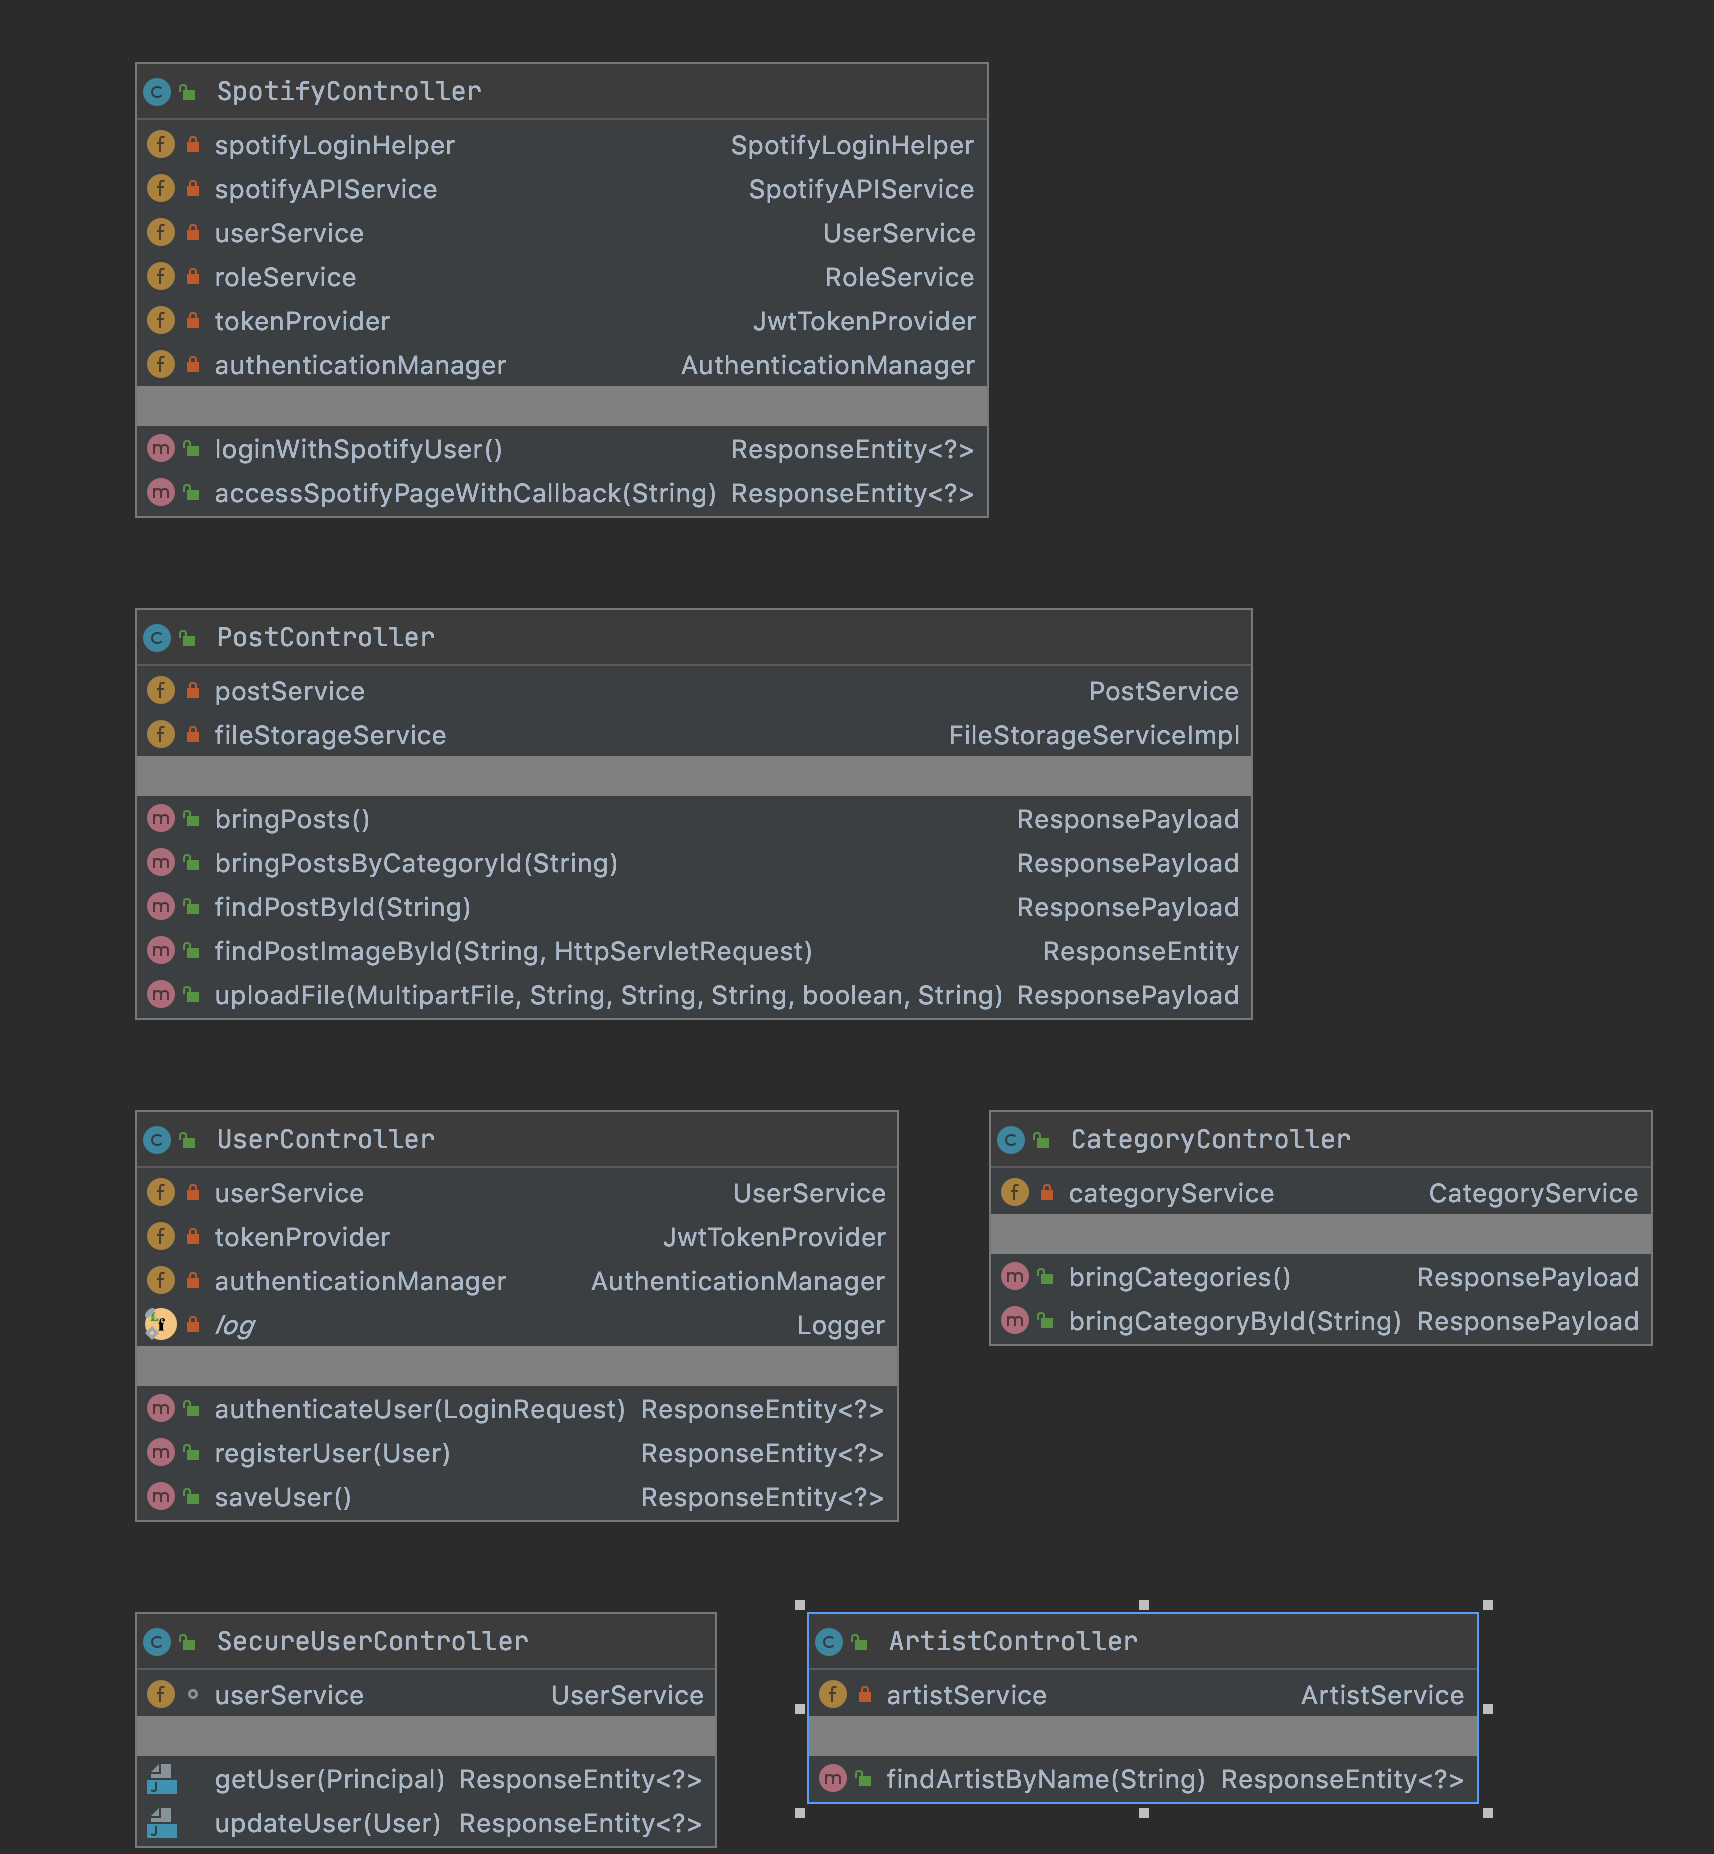 SpotifyController
spotifyLoginHelper SpotifyLoginHelper
spotifyAPIService SpotifyAPIService
userService UserService
roleService RoleService
tokenProvider JwtTokenProvider
authenticationManager AuthenticationManager
loginWithSpotifyUser() ResponseEntity<?>
accessSpotifyPageWithCallback(String) ResponseEntity<?>
PostController
postService PostService
fileStorageService FileStorageServiceImpl
bringPosts() ResponsePayload
bringPostsByCategoryId(String) ResponsePayload
findPostById(String) ResponsePayload
findPostImageById(String, HttpServletRequest) ResponseEntity
uploadFile(MultipartFile, String, String, String, boolean, String) ResponsePayload
UserController
userService UserService
tokenProvider JwtTokenProvider
authenticationManager AuthenticationManager
log Logger
authenticateUser(LoginRequest) ResponseEntity<?>
registerUser(User) ResponseEntity<?>
saveUser() ResponseEntity<?>
CategoryController
categoryService CategoryService
bringCategories() ResponsePayload
bringCategoryById(String) ResponsePayload
SecureUserController
userService UserService
getUser(Principal) ResponseEntity<?>
updateUser(User) ResponseEntity<?>
ArtistController
artistService ArtistService
findArtistByName(String) ResponseEntity<?>